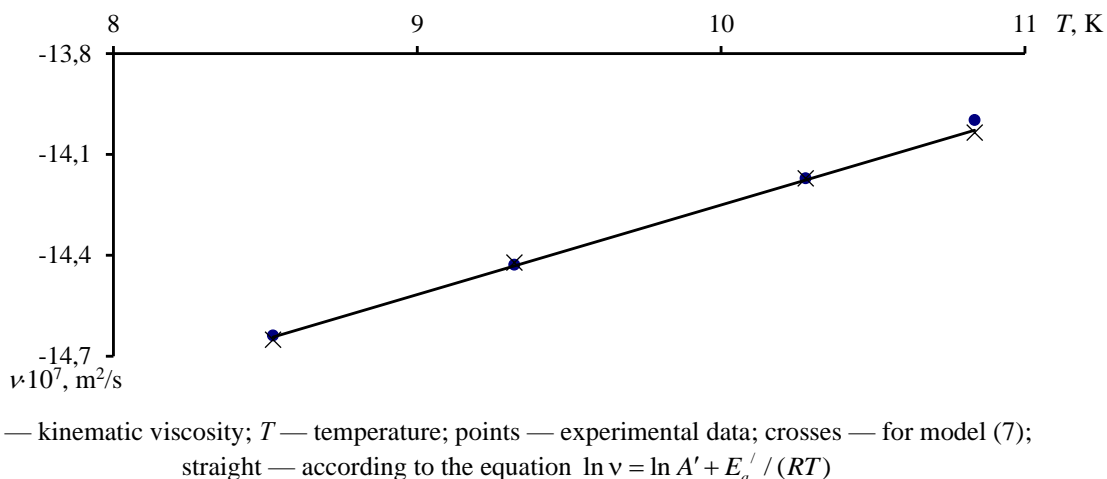 8 9 10 11 T, K
-13,8
-14,1
-14,4
-14,7
ν·10⁷, m²/s
— kinematic viscosity; T — temperature; points — experimental data; crosses — for model (7);
straight — according to the equation ln ν = ln A′ + Eₐ′ / (RT)